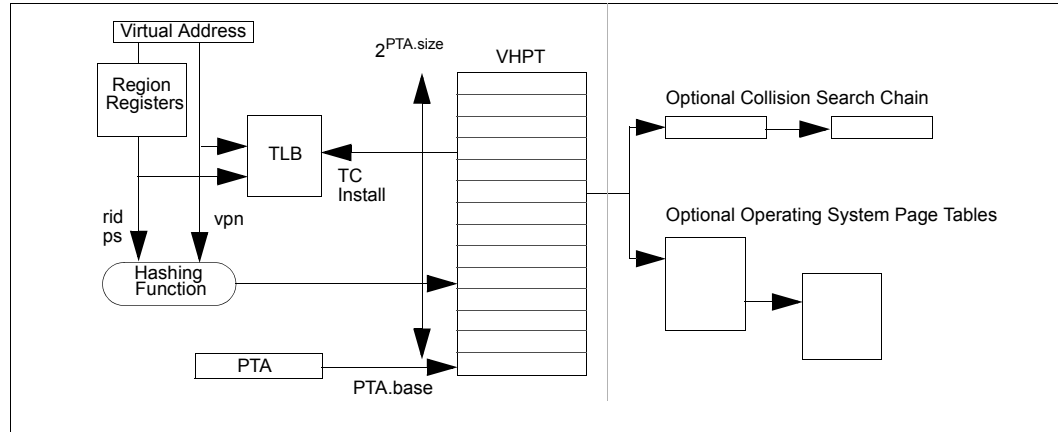 Virtual Address
Region
Registers
2^PTA.size
VHPT
TLB
TC
Install
rid
ps
vpn
Hashing
Function
PTA
PTA.base
Optional Collision Search Chain
Optional Operating System Page Tables